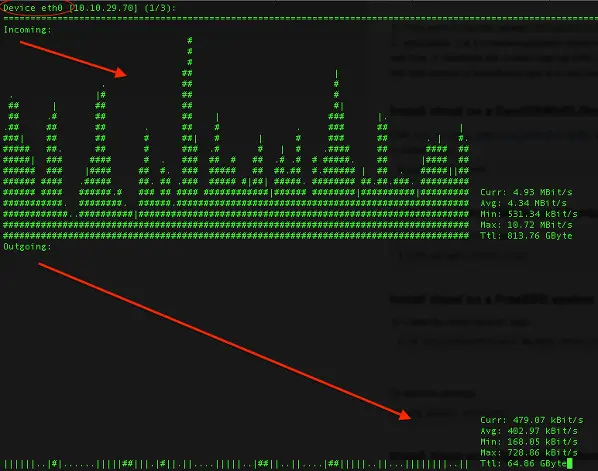 Device eth0 [10.10.29.70] (1/3):
Incoming:
Curr: 4.93 MBit/s
Avg: 4.34 MBit/s
Min: 531.34 kBit/s
Max: 10.72 MBit/s
Ttl: 813.76 GByte
Outgoing:
Curr: 479.07 kBit/s
Avg: 402.97 kBit/s
Min: 168.05 kBit/s
Max: 728.86 kBit/s
Ttl: 64.86 GByte